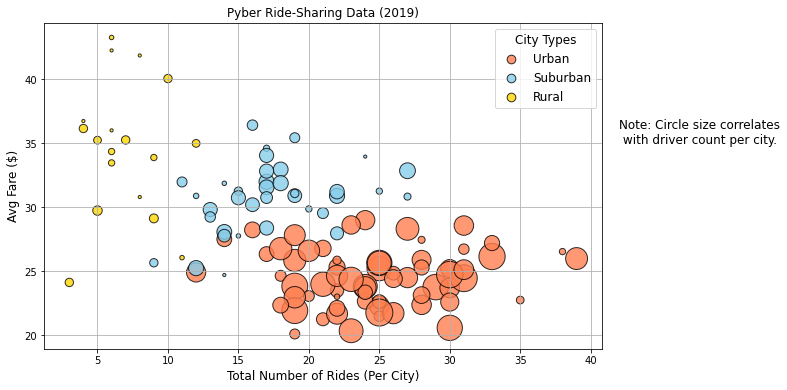 Pyber Ride-Sharing Data (2019)
City Types
Urban
Suburban
Rural
Note: Circle size correlates
with driver count per city.
Avg Fare ($)
40
35
30
25
20
5
10
15
20
25
30
35
40
Total Number of Rides (Per City)